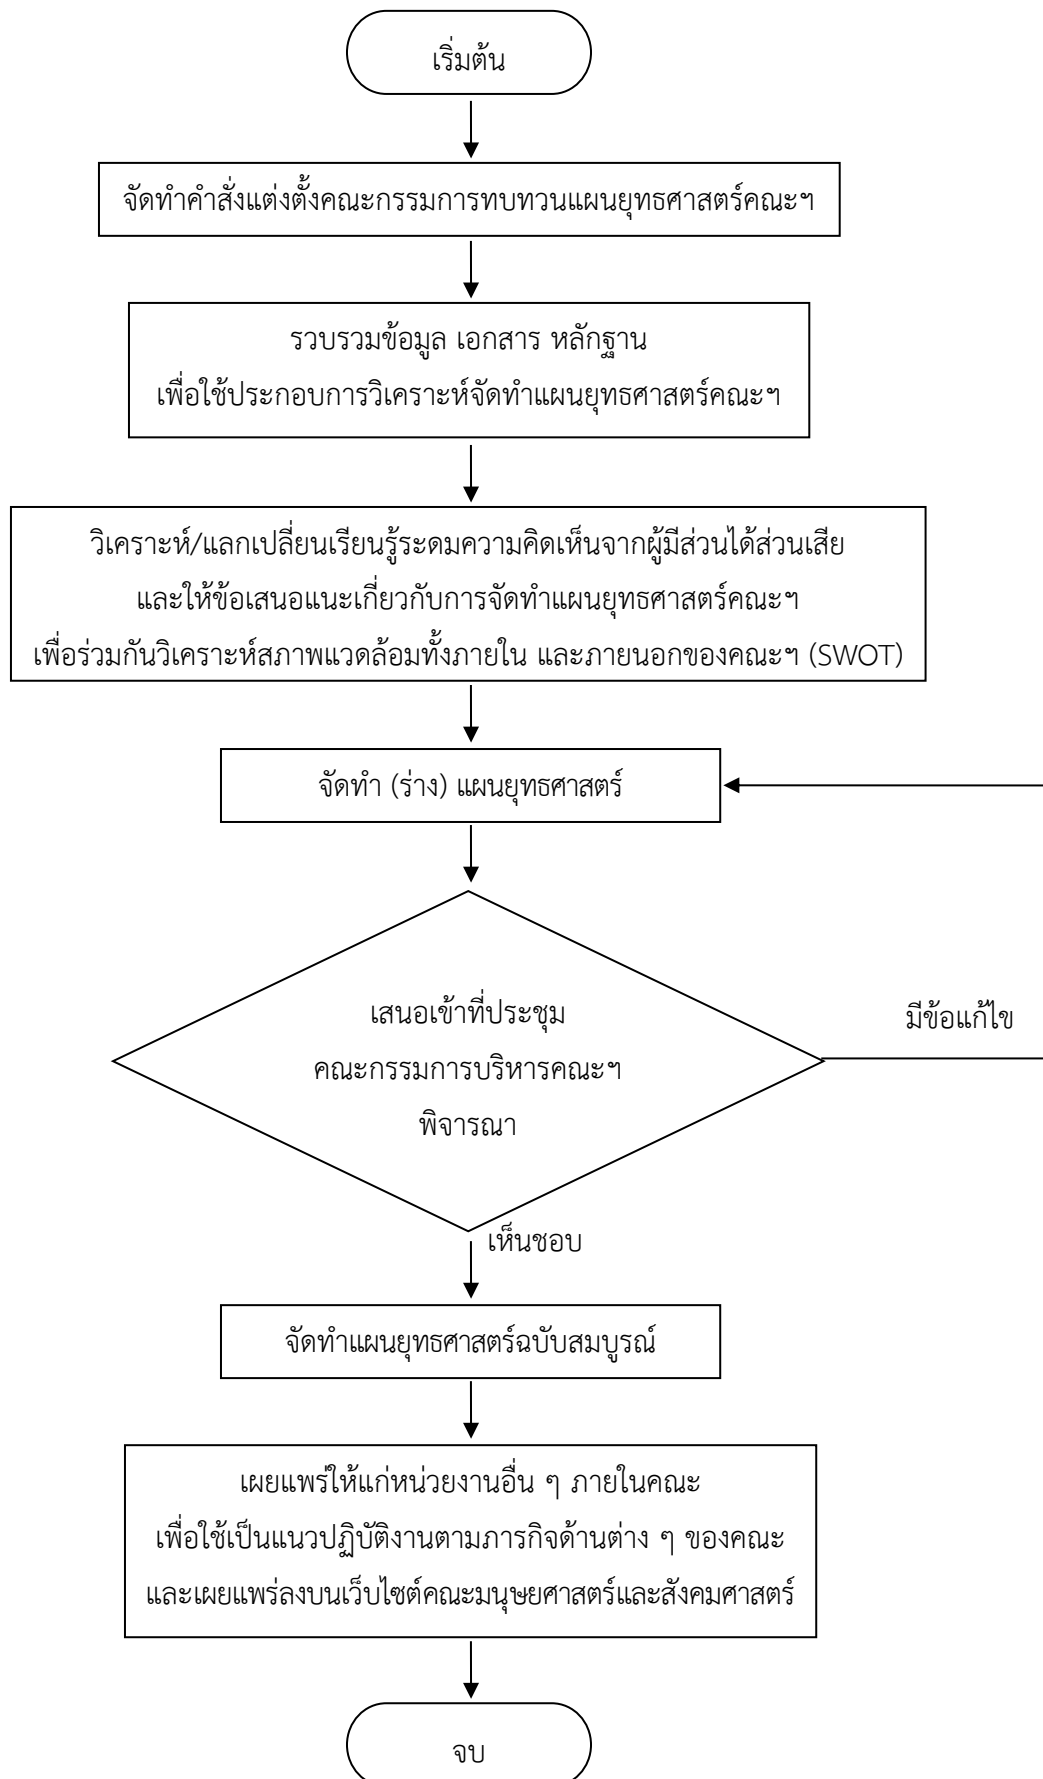 เริ่มต้น
จัดทำคำสั่งแต่งตั้งคณะกรรมการทบทวนแผนยุทธศาสตร์คณะฯ
รวบรวมข้อมูล เอกสาร หลักฐาน
เพื่อใช้ประกอบการวิเคราะห์จัดทำแผนยุทธศาสตร์คณะฯ
วิเคราะห์/แลกเปลี่ยนเรียนรู้ระดมความคิดเห็นจากผู้มีส่วนได้ส่วนเสีย
และให้ข้อเสนอแนะเกี่ยวกับการจัดทำแผนยุทธศาสตร์คณะฯ
เพื่อร่วมกันวิเคราะห์สภาพแวดล้อมทั้งภายใน และภายนอกของคณะฯ (SWOT)
จัดทำ (ร่าง) แผนยุทธศาสตร์
เสนอเข้าที่ประชุม
คณะกรรมการบริหารคณะฯ
พิจารณา
มีข้อแก้ไข
เห็นชอบ
จัดทำแผนยุทธศาสตร์ฉบับสมบูรณ์
เผยแพร่ให้แก่หน่วยงานอื่น ๆ ภายในคณะ
เพื่อใช้เป็นแนวปฏิบัติงานตามภารกิจด้านต่าง ๆ ของคณะ
และเผยแพร่ลงบนเว็บไซต์คณะมนุษยศาสตร์และสังคมศาสตร์
จบ